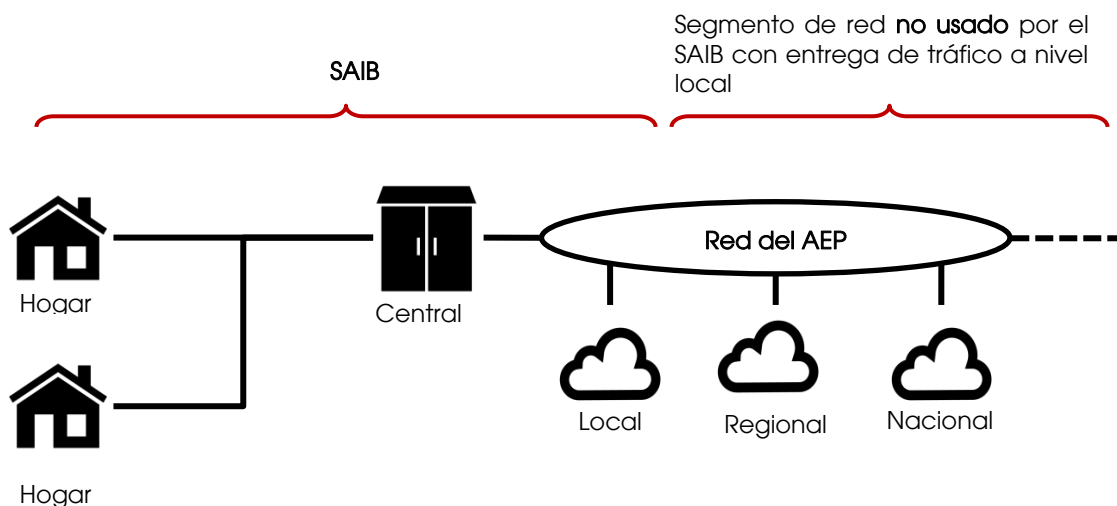 Segmento de red no usado por el
SAIB con entrega de tráfico a nivel
local
SAIB
Red del AEP
Hogar
Central
Local
Regional
Nacional
Hogar